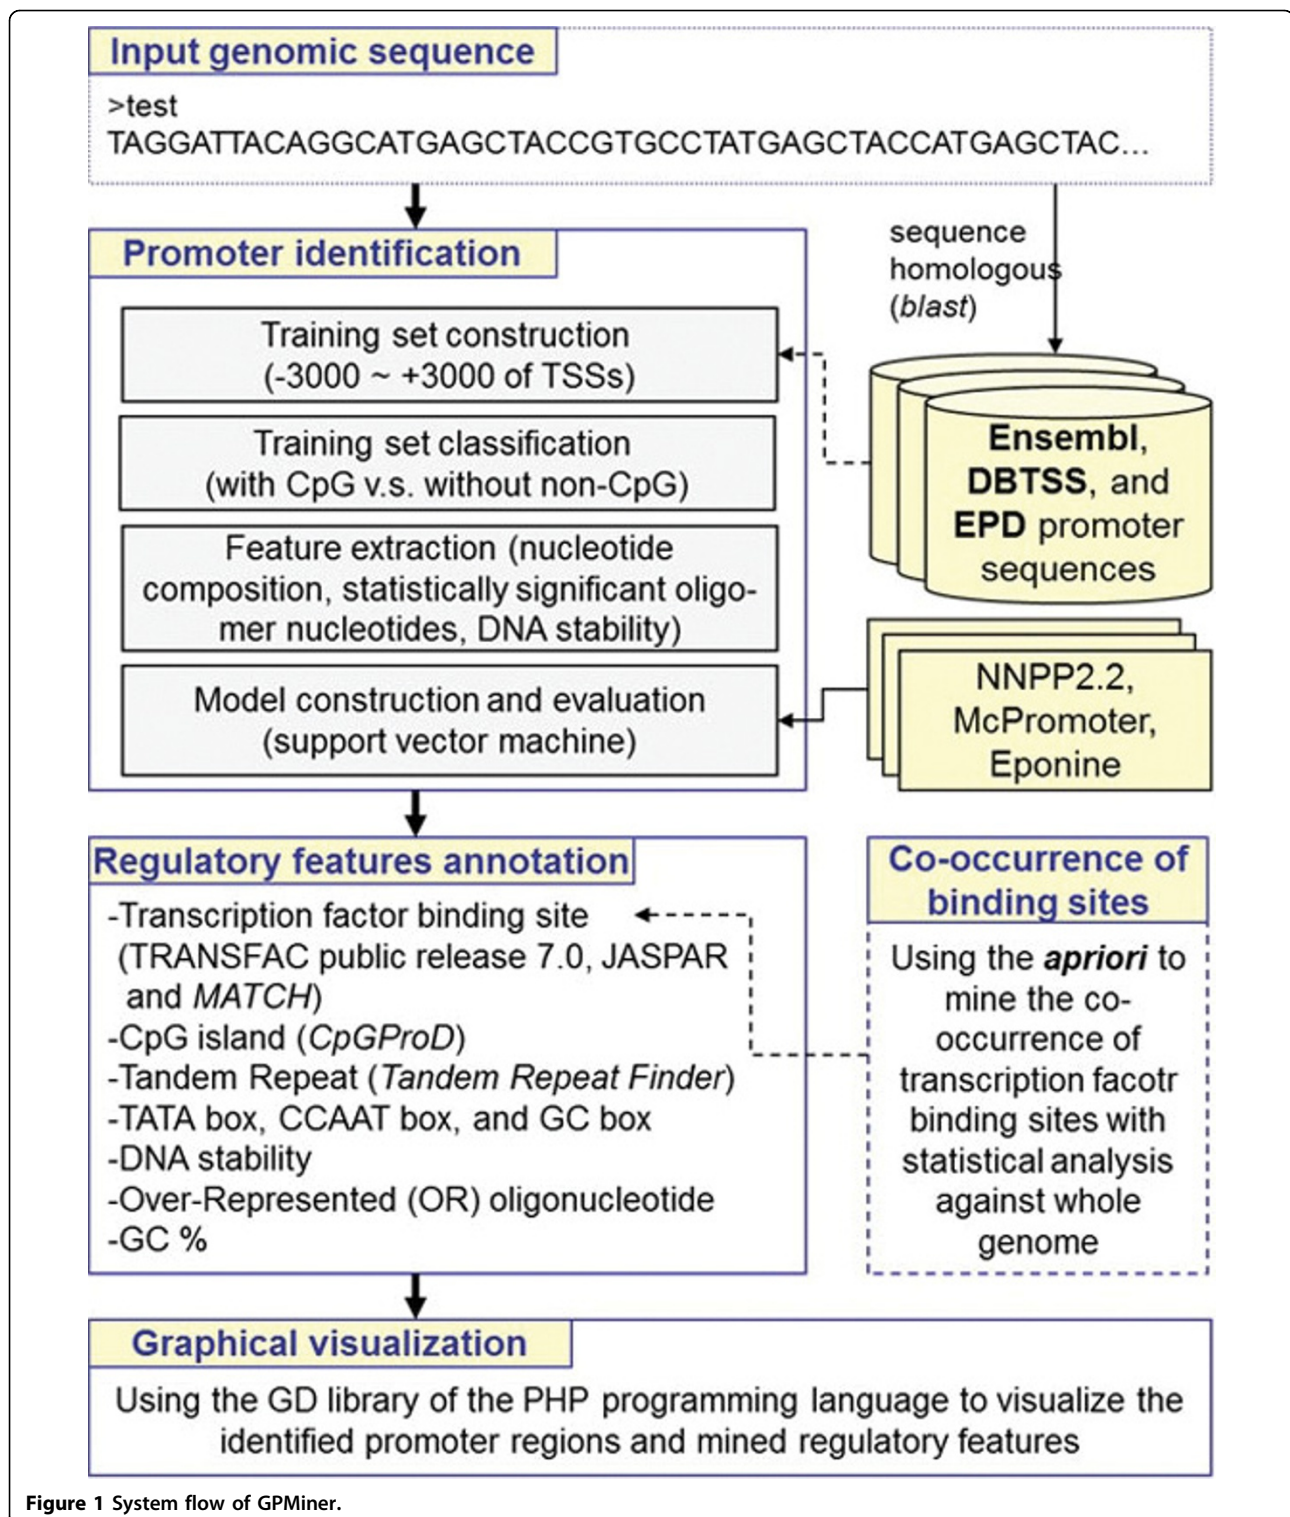 Input genomic sequence
>test
TAGGATTACAGGCATGAGCTACCGTGCCTATGAGCTACCATGAGCTAC...
sequence
homologous
(blast)
Promoter identification
Training set construction
(-3000 ~ +3000 of TSSs)
Training set classification
(with CpG v.s. without non-CpG)
Feature extraction (nucleotide
composition, statistically significant oligo-
mer nucleotides, DNA stability)
Model construction and evaluation
(support vector machine)
Ensembl,
DBTSS, and
EPD promoter
sequences
NNPP2.2,
McPromoter,
Eponine
Regulatory features annotation
-Transcription factor binding site
(TRANSFAC public release 7.0, JASPAR
and MATCH)
-CpG island (CpGProD)
-Tandem Repeat (Tandem Repeat Finder)
-TATA box, CCAAT box, and GC box
-DNA stability
-Over-Represented (OR) oligonucleotide
-GC %
Co-occurrence of
binding sites
Using the apriori to
mine the co-
occurrence of
transcription facotr
binding sites with
statistical analysis
against whole
genome
Graphical visualization
Using the GD library of the PHP programming language to visualize the
identified promoter regions and mined regulatory features
Figure 1 System flow of GPMiner.